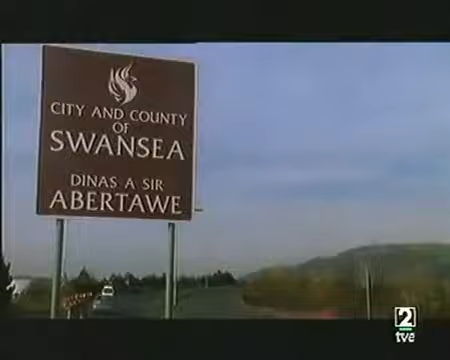 CITY AND COUNTY
OF
SWANSEA
DINAS A SIR
ABERTAWE
2
tve